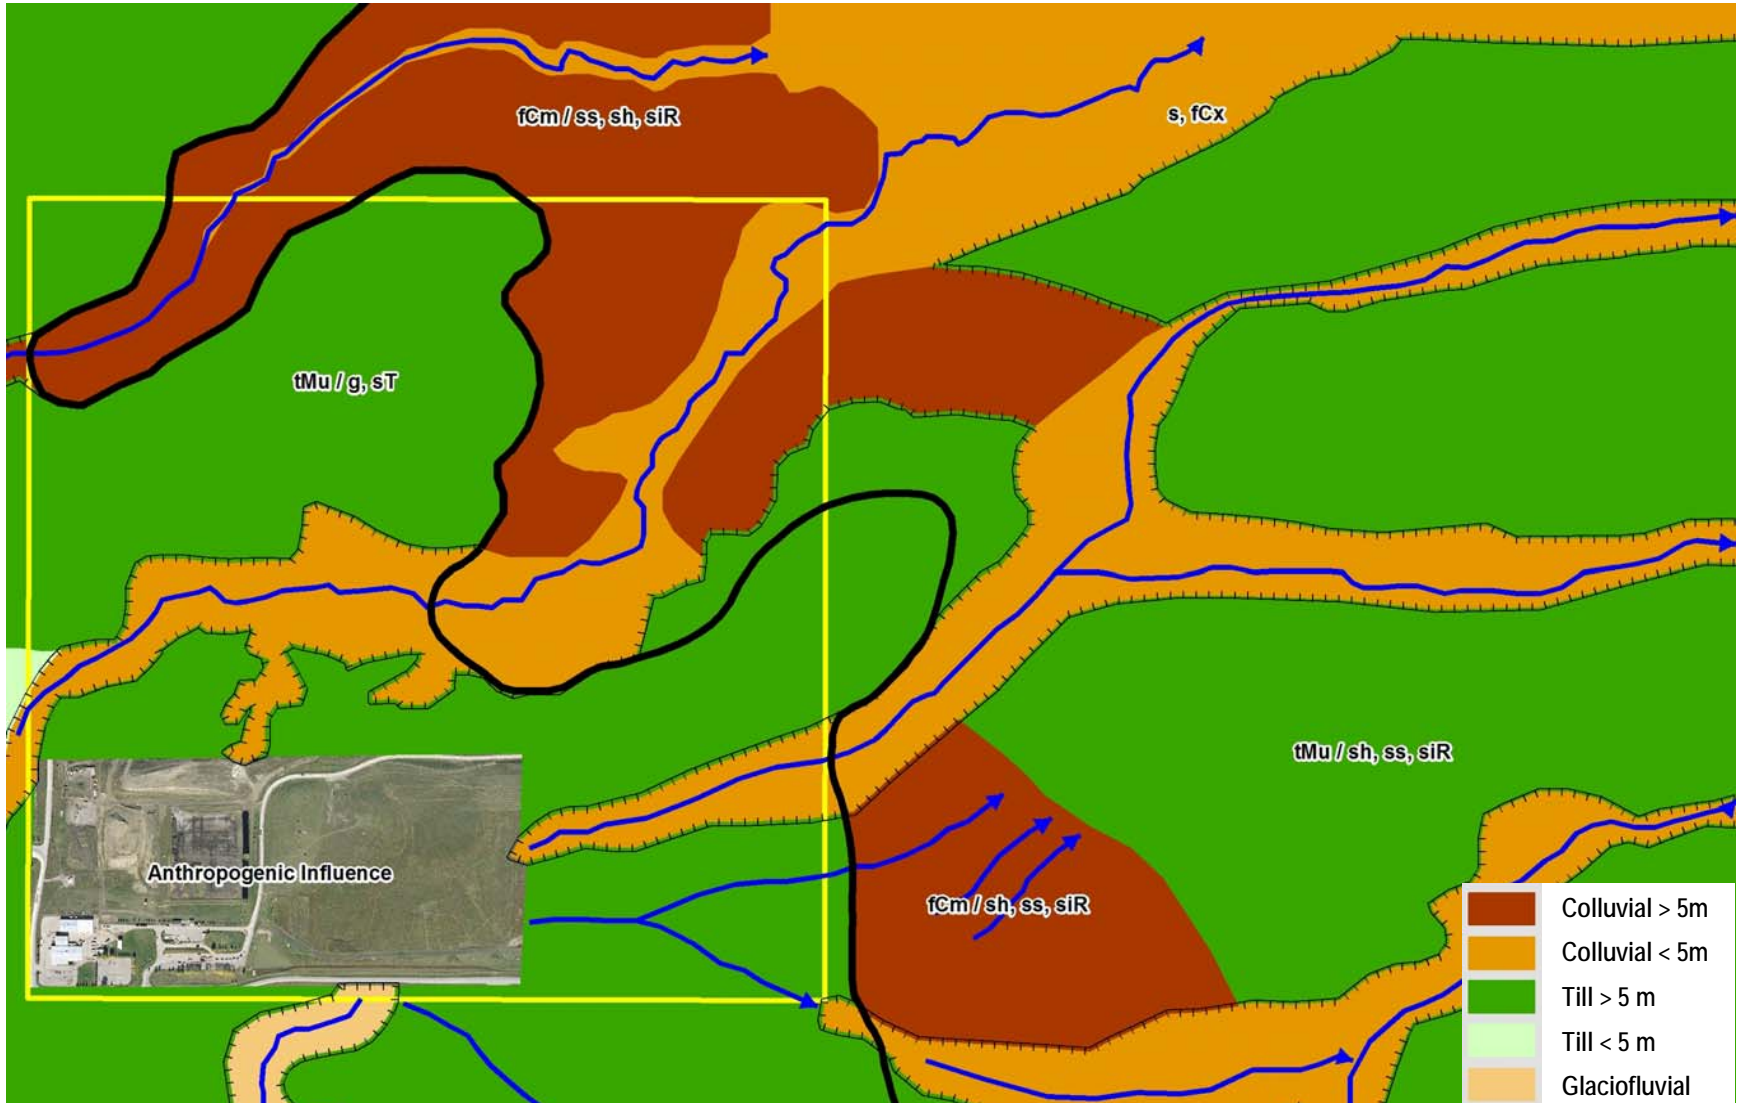 fCm / ss, sh, siR
s, fCx
tMu / g, sT
tMu / sh, ss, siR
Anthropogenic Influence
fCm / sh, ss, siR
Colluvial > 5m
Colluvial < 5m
Till > 5 m
Till < 5 m
Glaciofluvial